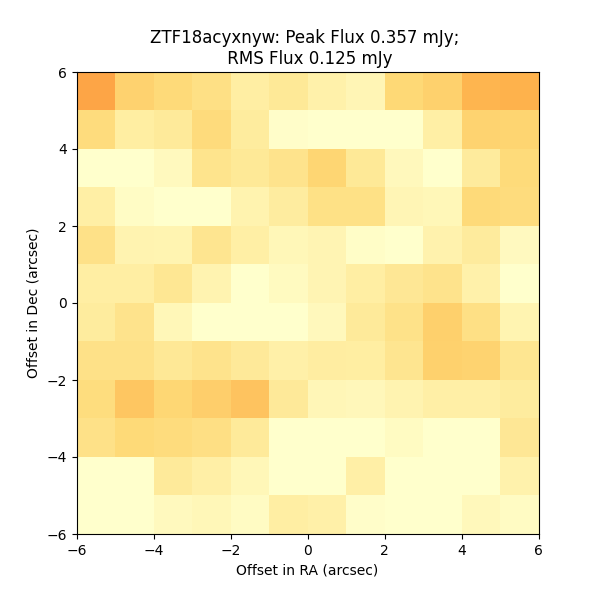 ZTF18acyxnyw: Peak Flux 0.357 mJy;
RMS Flux 0.125 mJy
6
4
2
0
−2
−4
−6
Offset in Dec (arcsec)
−6 −4 −2 0 2 4 6
Offset in RA (arcsec)